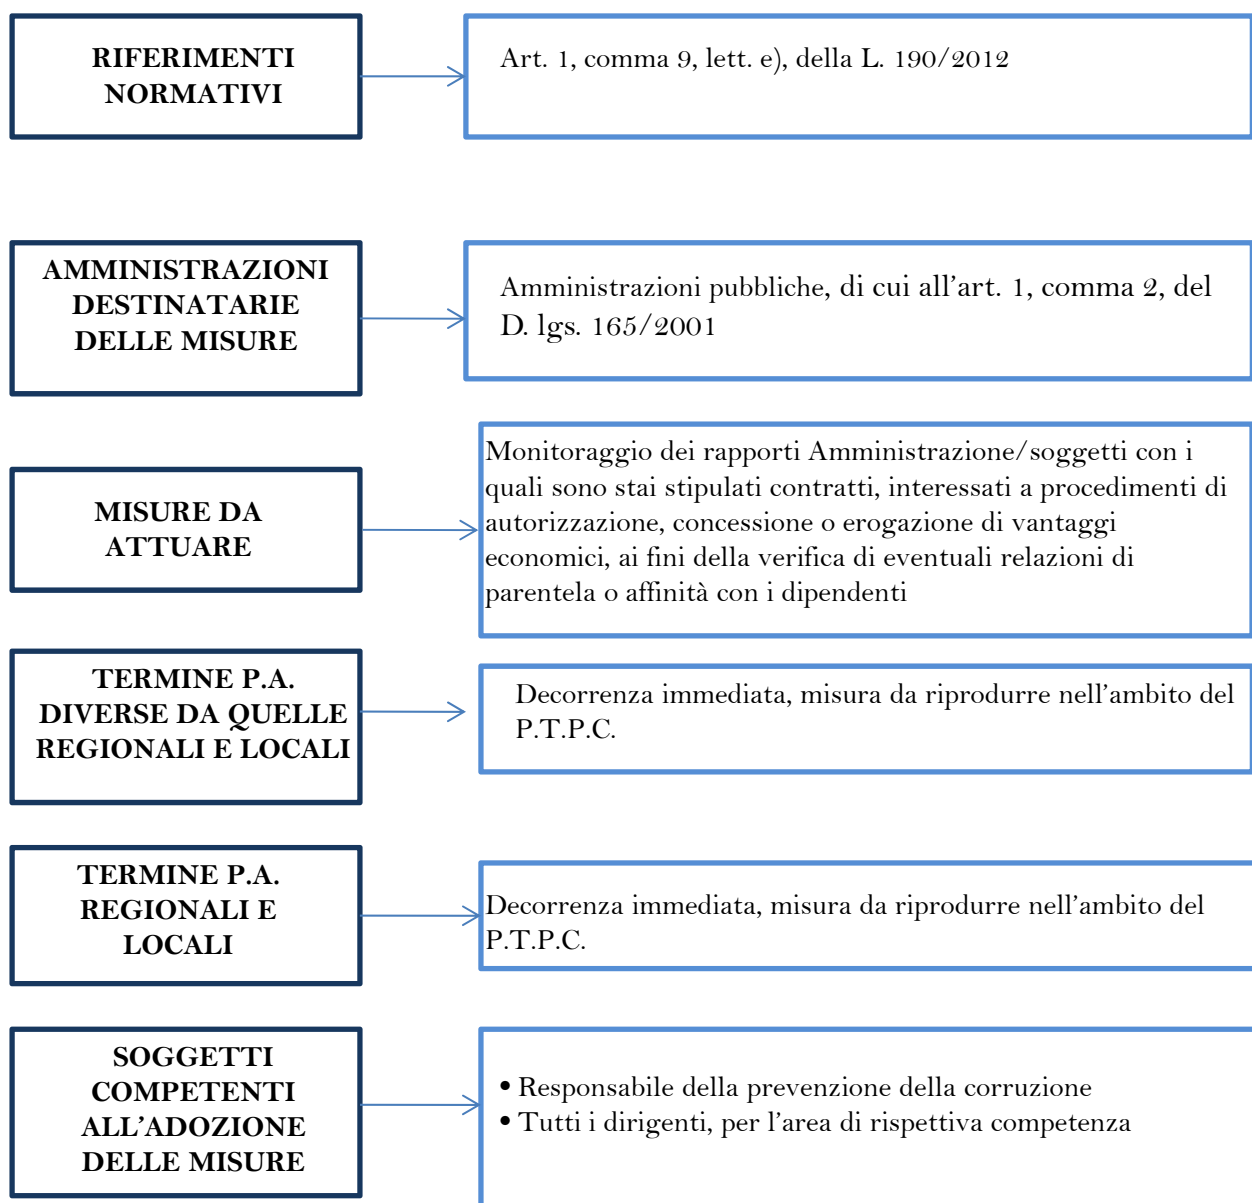 RIFERIMENTI
NORMATIVI
Art. 1, comma 9, lett. e), della L. 190/2012
AMMINISTRAZIONI
DESTINATARIE
DELLE MISURE
Amministrazioni pubbliche, di cui all’art. 1, comma 2, del
D. lgs. 165/2001
MISURE DA
ATTUARE
Monitoraggio dei rapporti Amministrazione/soggetti con i
quali sono stai stipulati contratti, interessati a procedimenti di
autorizzazione, concessione o erogazione di vantaggi
economici, ai fini della verifica di eventuali relazioni di
parentela o affinità con i dipendenti
TERMINE P.A.
DIVERSE DA QUELLE
REGIONALI E LOCALI
Decorrenza immediata, misura da riprodurre nell’ambito del
P.T.P.C.
TERMINE P.A.
REGIONALI E
LOCALI
Decorrenza immediata, misura da riprodurre nell’ambito del
P.T.P.C.
SOGGETTI
COMPETENTI
ALL’ADOZIONE
DELLE MISURE
• Responsabile della prevenzione della corruzione
• Tutti i dirigenti, per l’area di rispettiva competenza